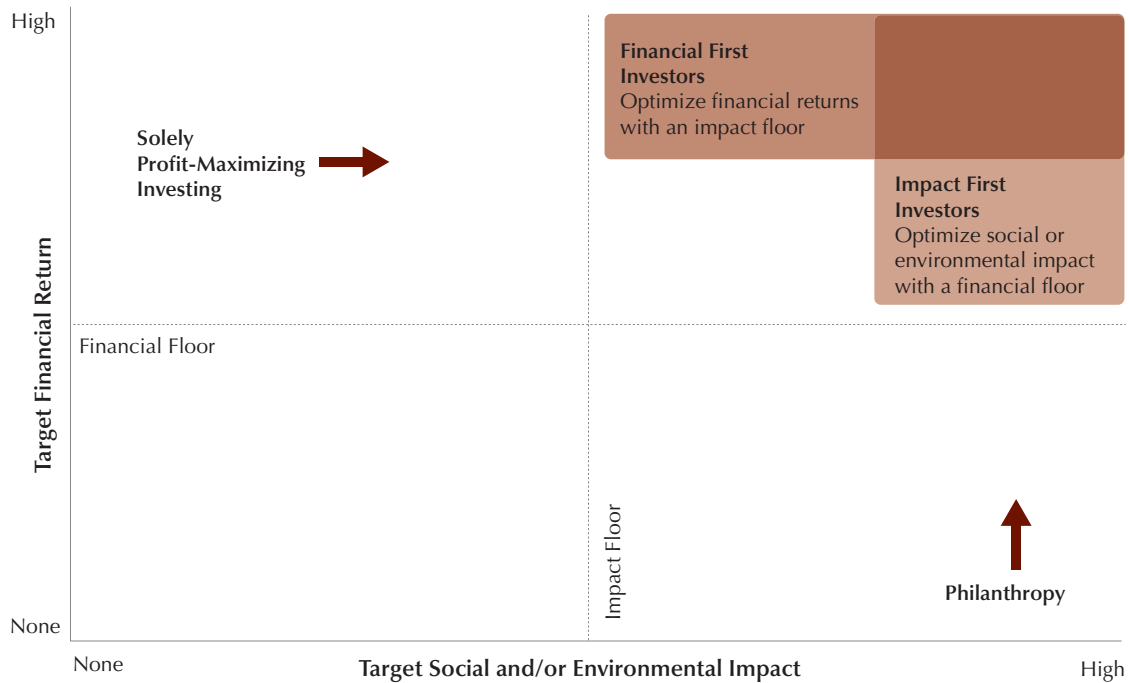 High
Financial First
Investors
Optimize financial returns
with an impact floor
Solely
Profit-Maximizing
Investing
Impact First
Investors
Optimize social or
environmental impact
with a financial floor
Target Financial Return
Financial Floor
Impact Floor
Philanthropy
None
None
Target Social and/or Environmental Impact
High